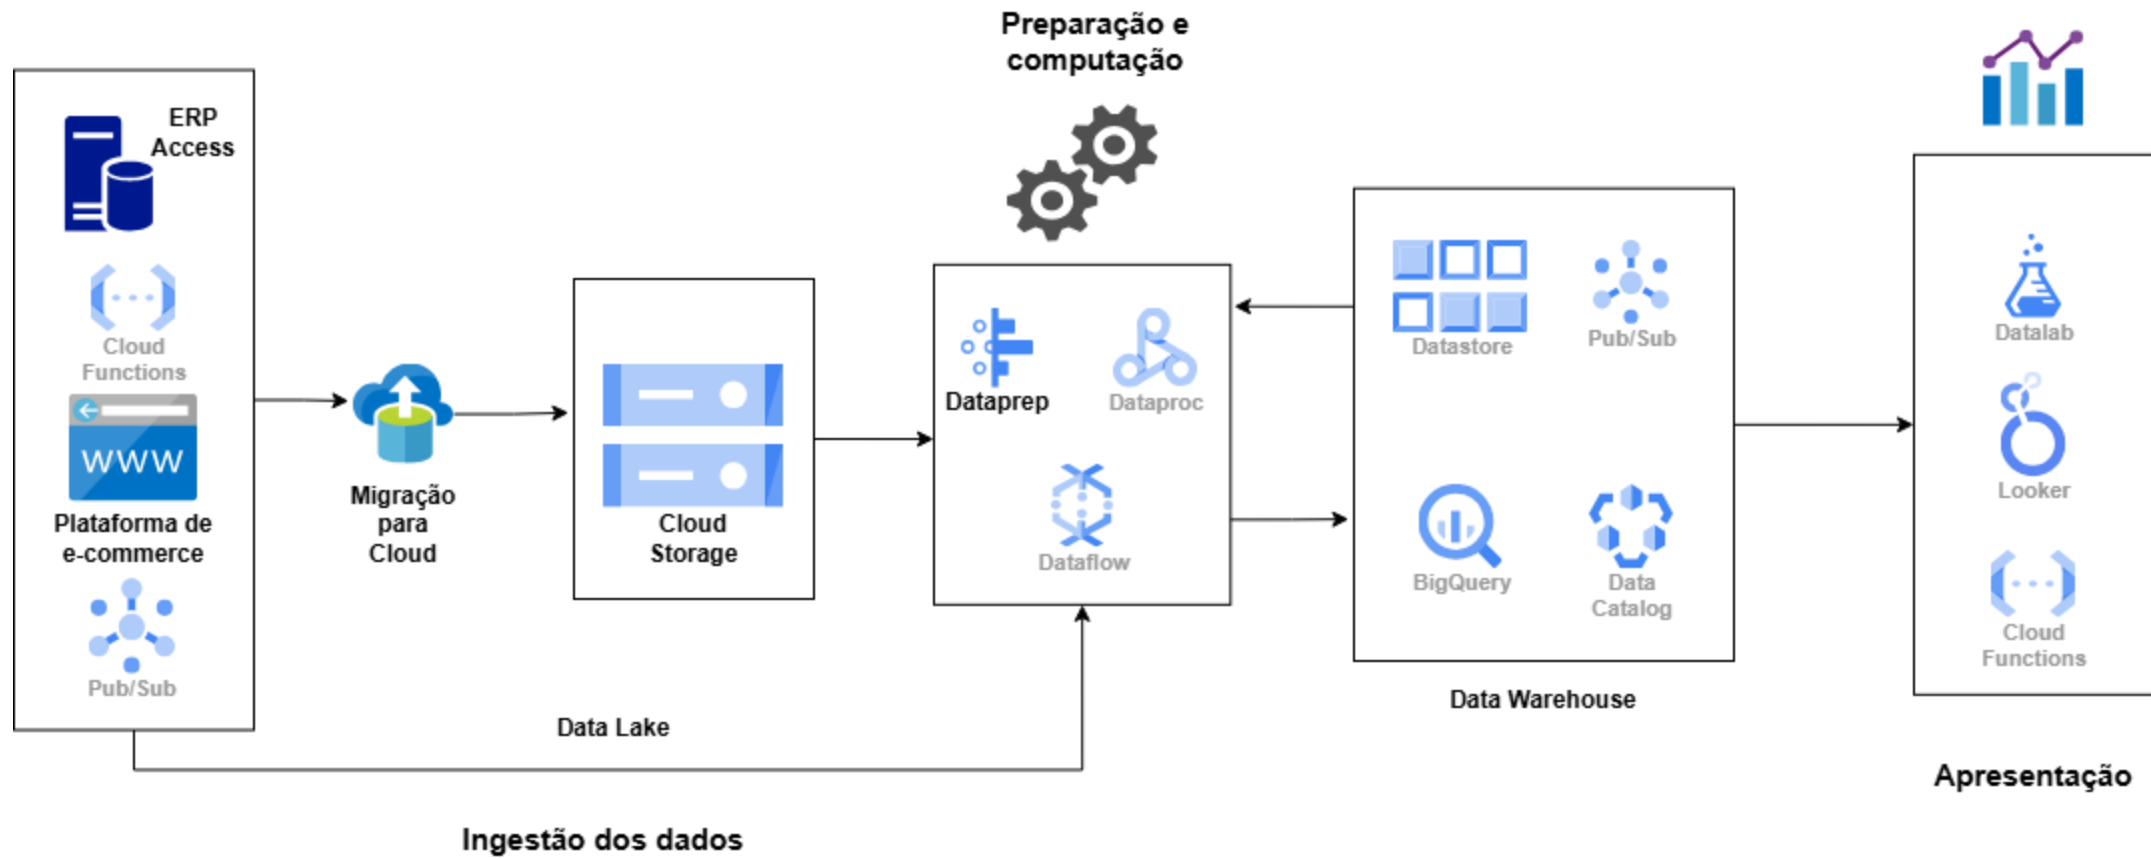 Preparação e
computação
ERP
Access
Cloud
Functions
WWW
Plataforma de
e-commerce
Pub/Sub
Migração
para
Cloud
Cloud
Storage
Data Lake
Ingestão dos dados
Dataprep
Dataproc
Dataflow
Datastore
Pub/Sub
BigQuery
Data
Catalog
Data Warehouse
Datalab
Looker
Cloud
Functions
Apresentação